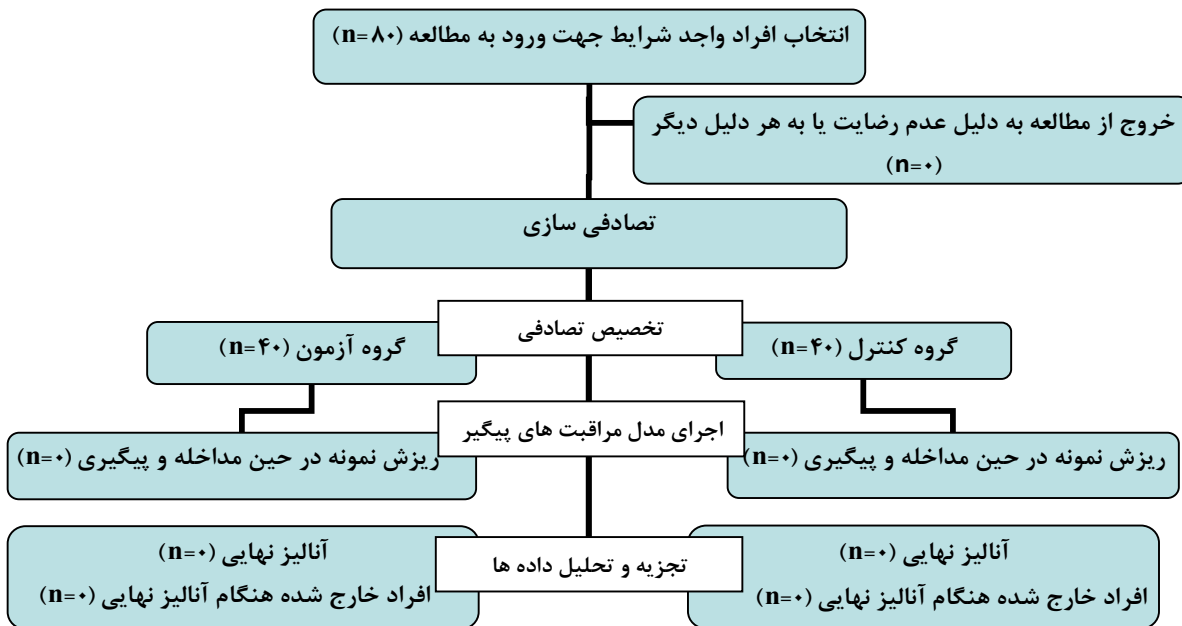 انتخاب افراد واجد شرایط جهت ورود به مطالعه (n=۸۰)
خروج از مطالعه به دلیل عدم رضایت یا به هر دلیل دیگر
(n=۰)
تصادفی سازی
تخصیص تصادفی
گروه کنترل (n=۴۰)
گروه آزمون (n=۴۰)
اجرای مدل مراقبت های پیگیر
ریزش نمونه در حین مداخله و پیگیری (n=۰)
ریزش نمونه در حین مداخله و پیگیری (n=۰)
تجزیه و تحلیل داده ها
آنالیز نهایی (n=۰)
افراد خارج شده هنگام آنالیز نهایی (n=۰)
آنالیز نهایی (n=۰)
افراد خارج شده هنگام آنالیز نهایی (n=۰)